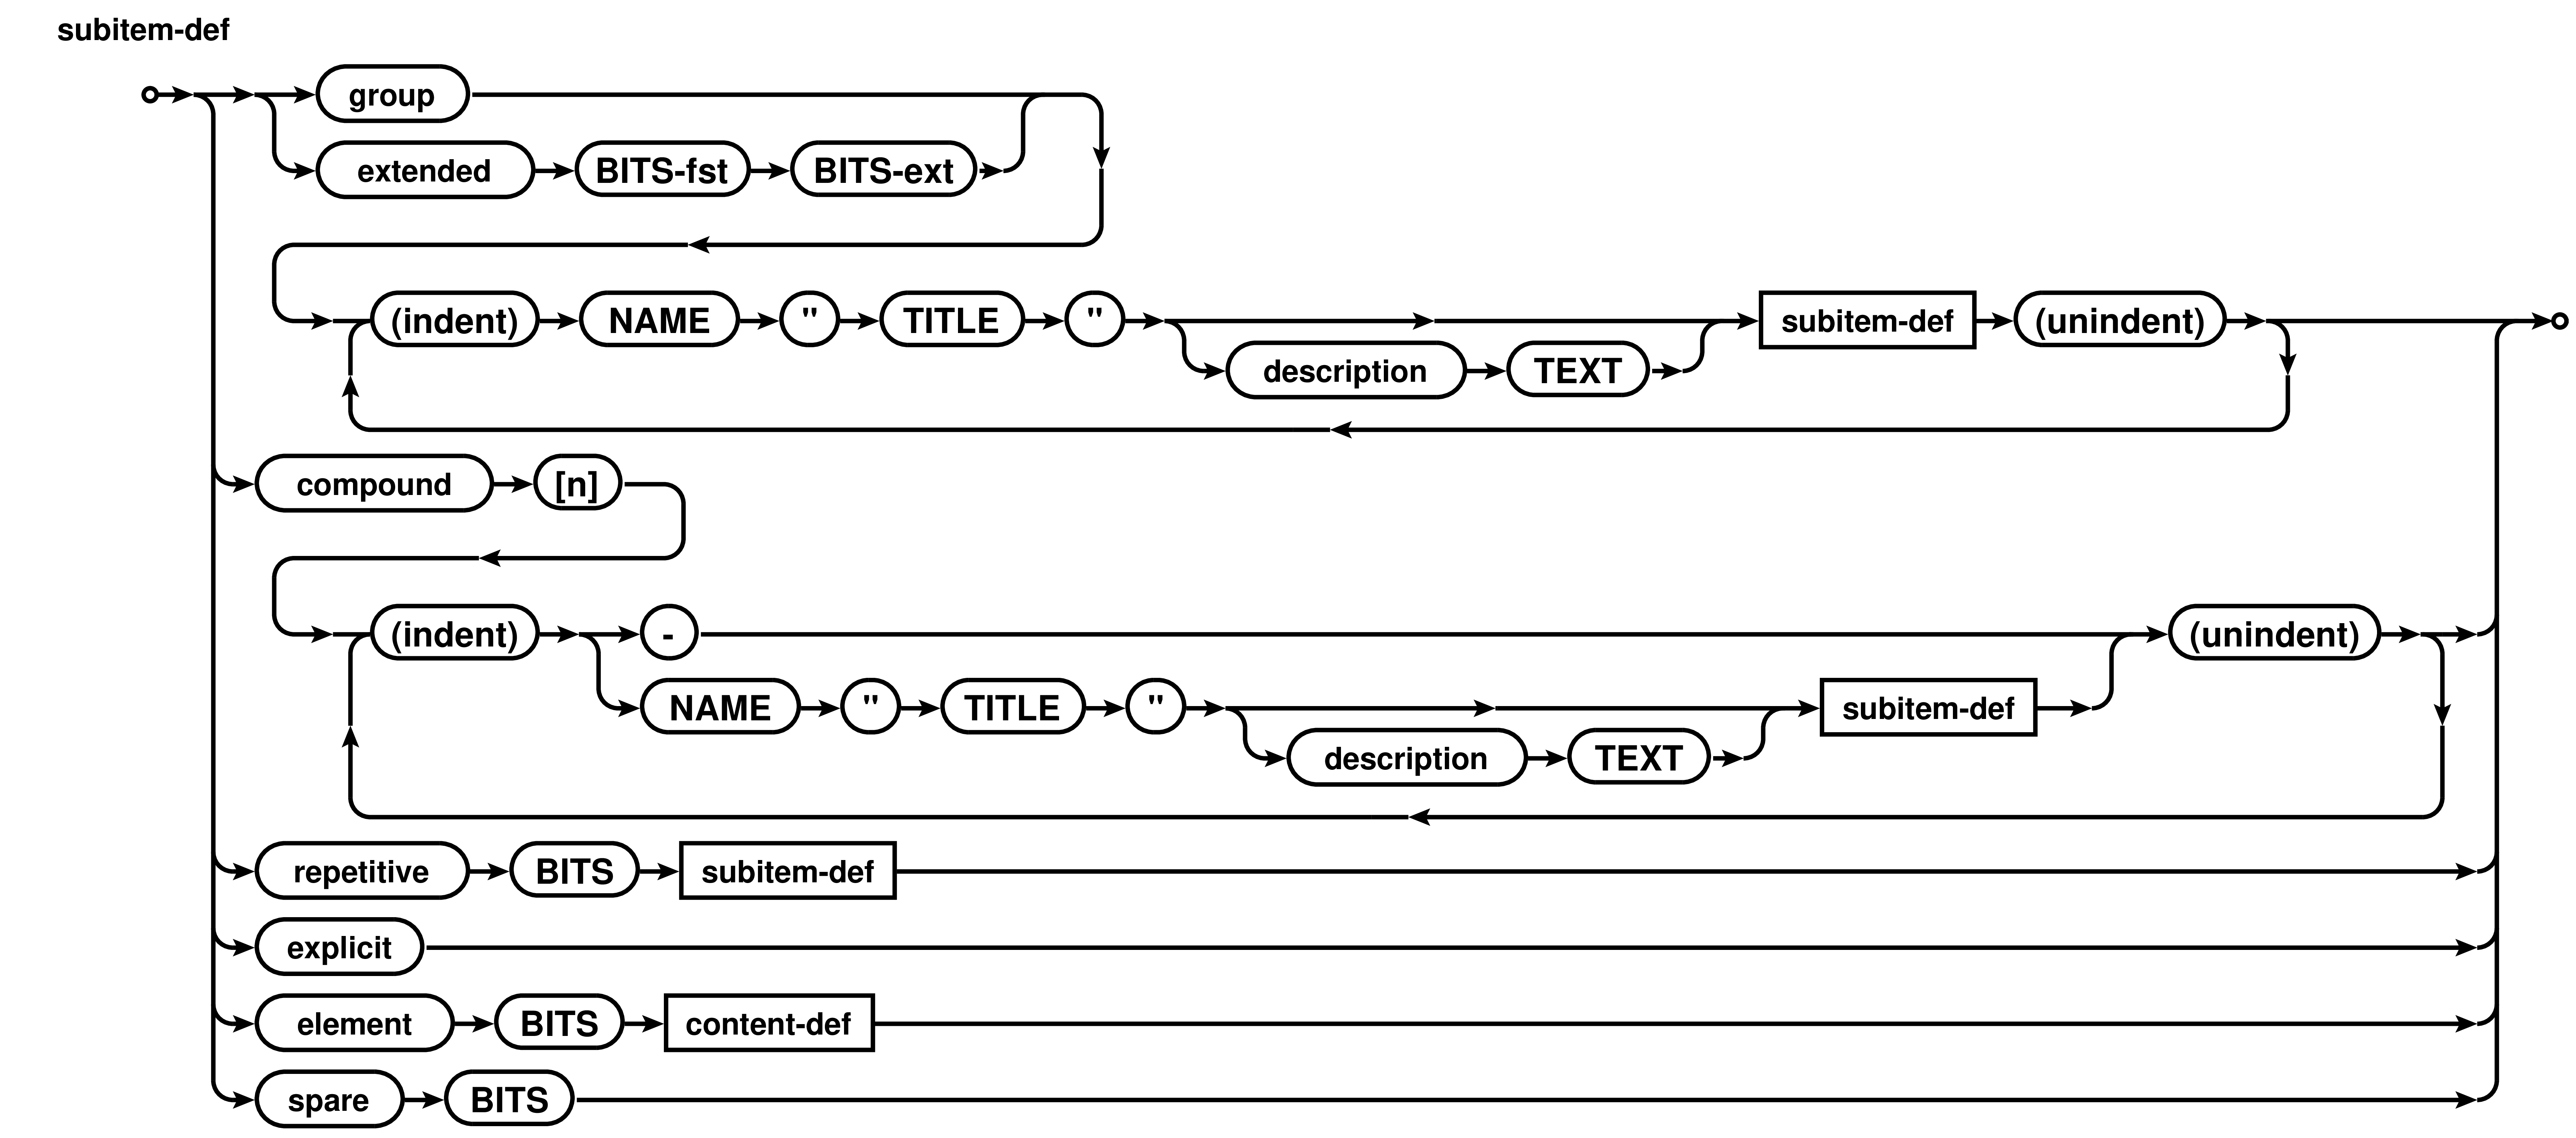 subitem-def
group
extended BITS-fst BITS-ext
(indent) NAME " TITLE " subitem-def (unindent)
description TEXT
compound [n]
(indent) - (unindent)
NAME " TITLE " subitem-def
description TEXT
repetitive BITS subitem-def
explicit
element BITS content-def
spare BITS